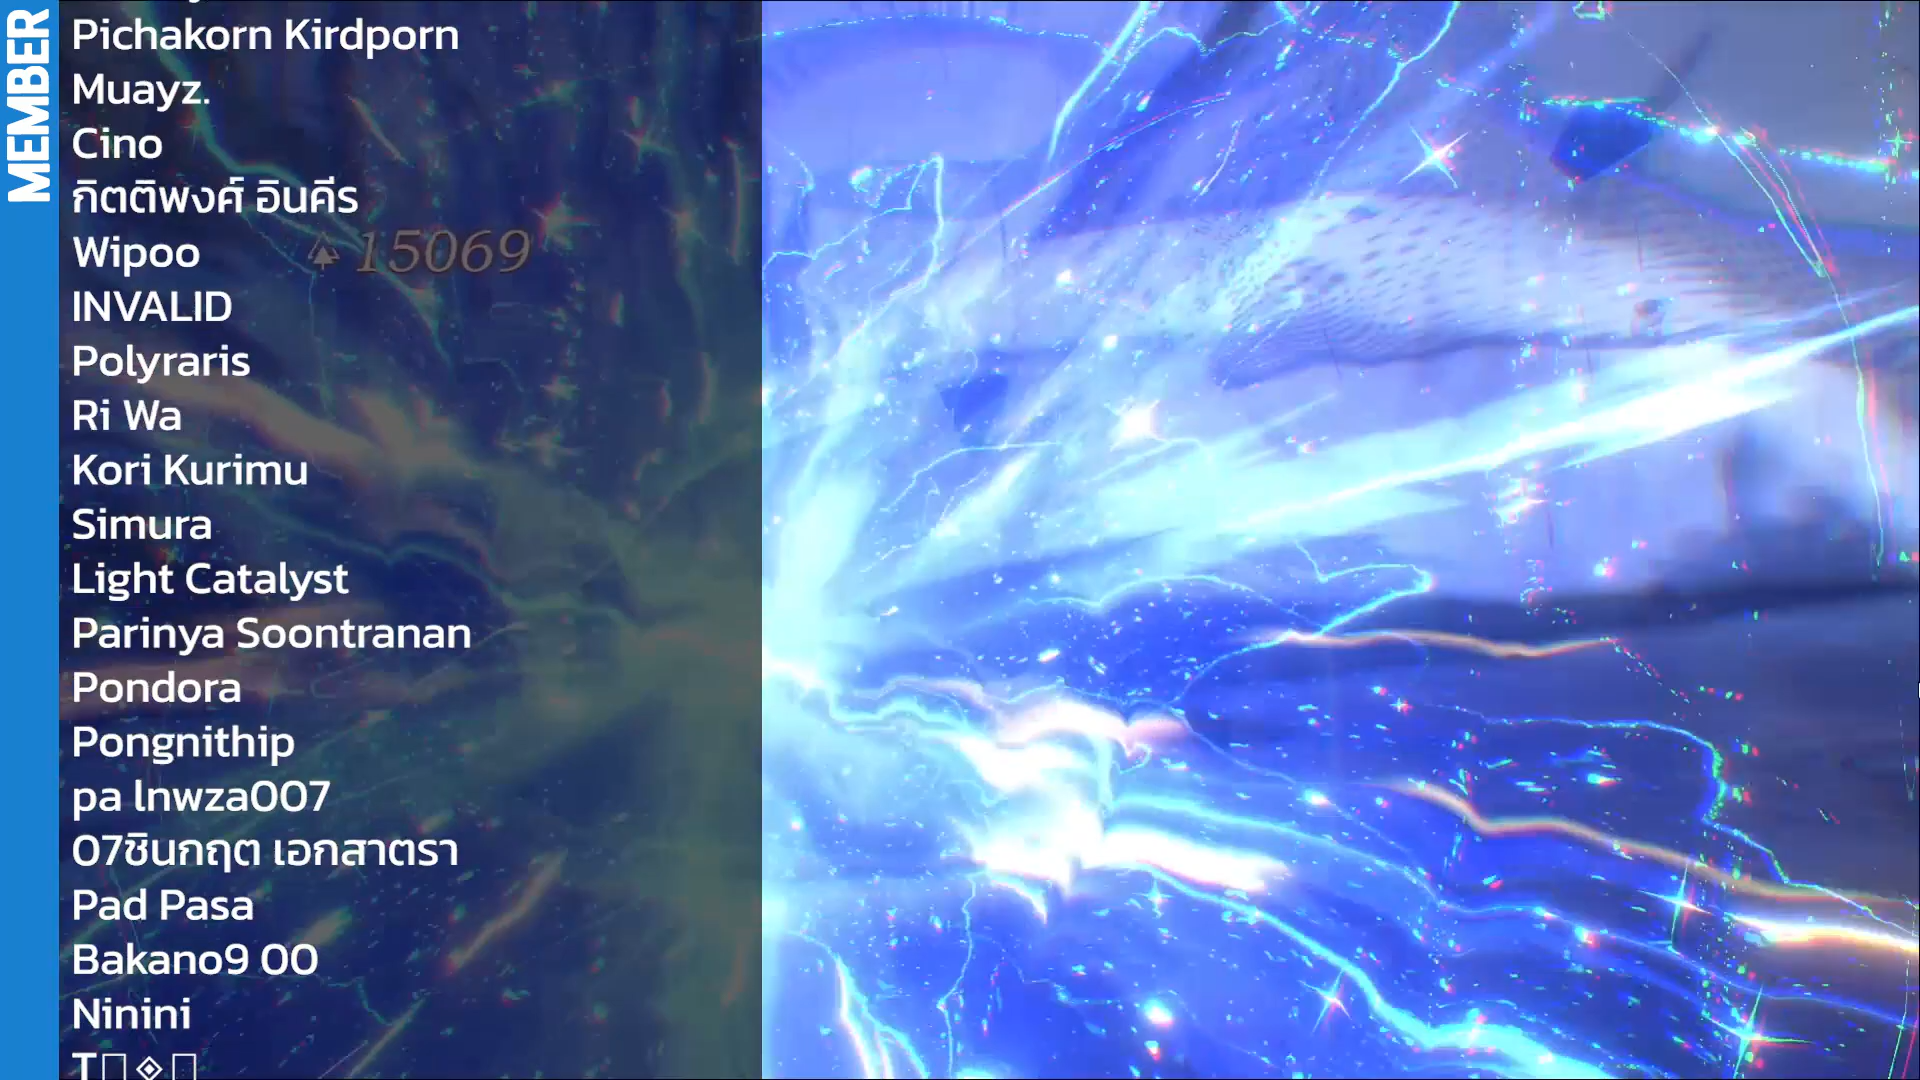 MEMBER
Pichakorn Kirdporn
Muayz.
Cino
กิตติพงศ์ อินคีร
Wipoo
15069
INVALID
Polyraris
Ri Wa
Kori Kurimu
Simura
Light Catalyst
Parinya Soontranan
Pondora
Pongnithip
pa lnwza007
07ชินกฤต เอกสาตรา
Pad Pasa
Bakano9 00
Ninini